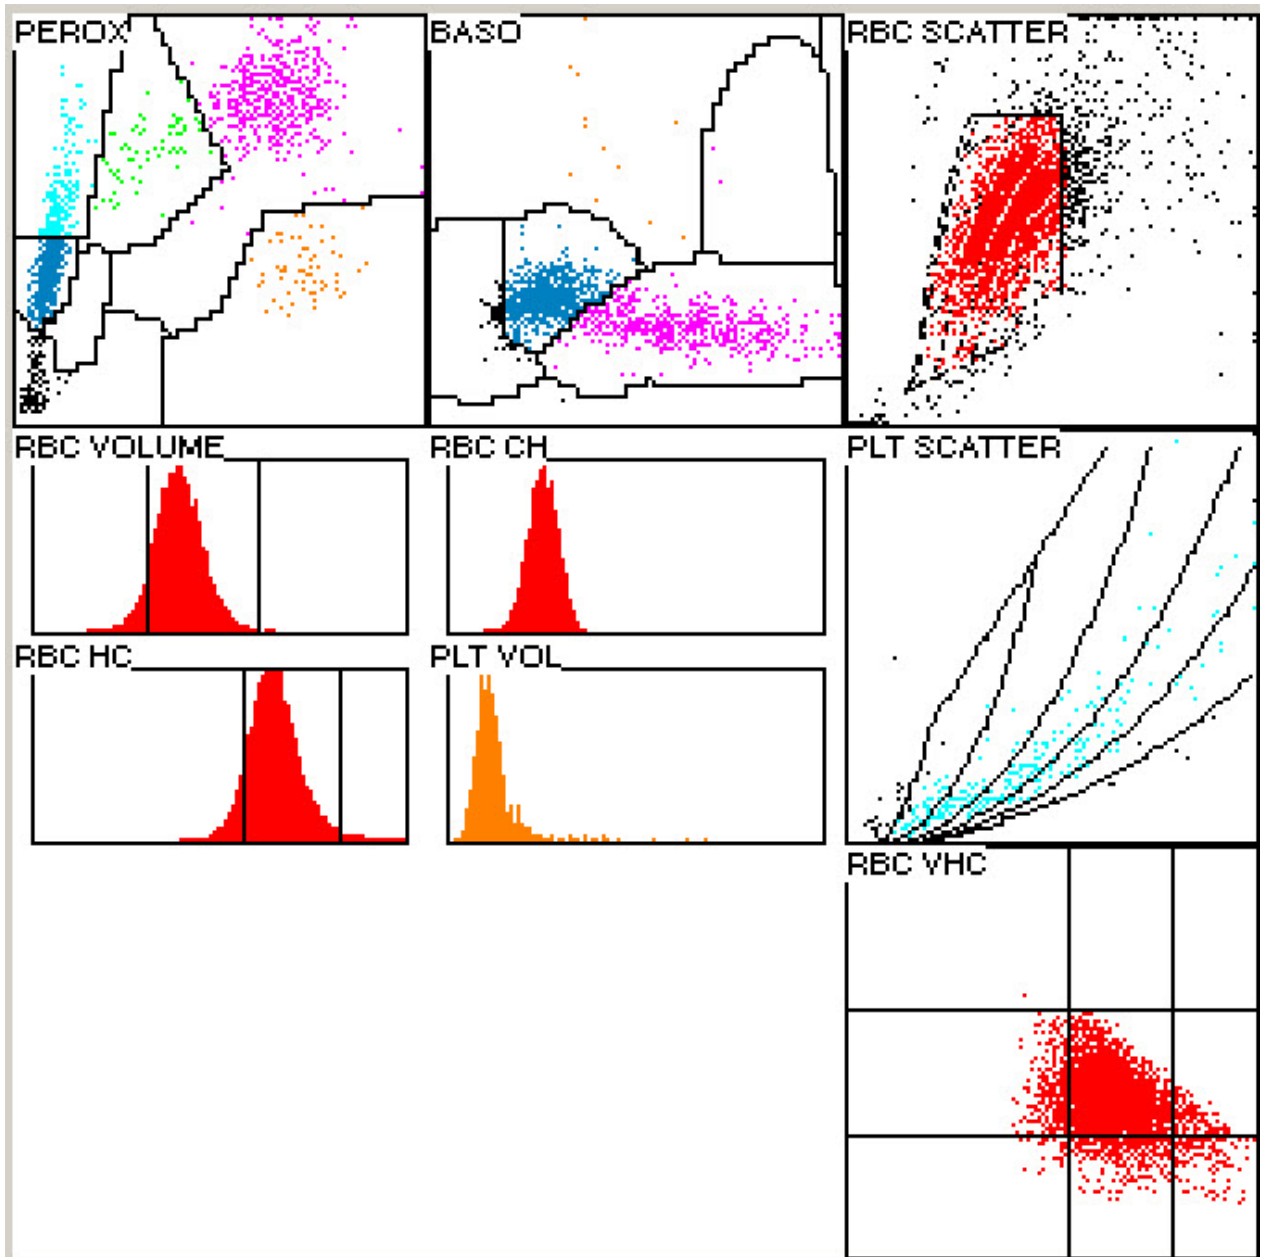 PEROX
BASO
RBC SCATTER
RBC VOLUME
RBC CH
PLT SCATTER
RBC HC
PLT VOL
RBC VHC